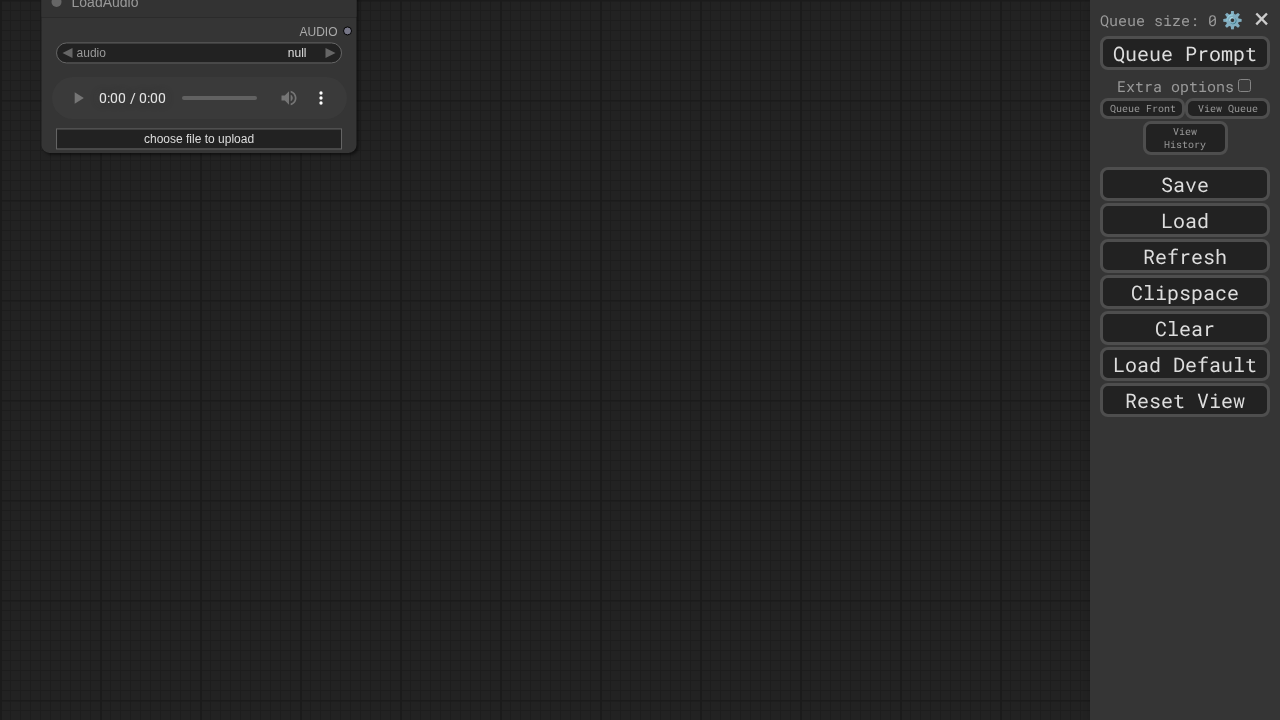 LoadAudio
AUDIO
audio null
0:00 / 0:00
choose file to upload
Queue size: 0
Queue Prompt
Extra options
Queue Front
View Queue
View
History
Save
Load
Refresh
Clipspace
Clear
Load Default
Reset View